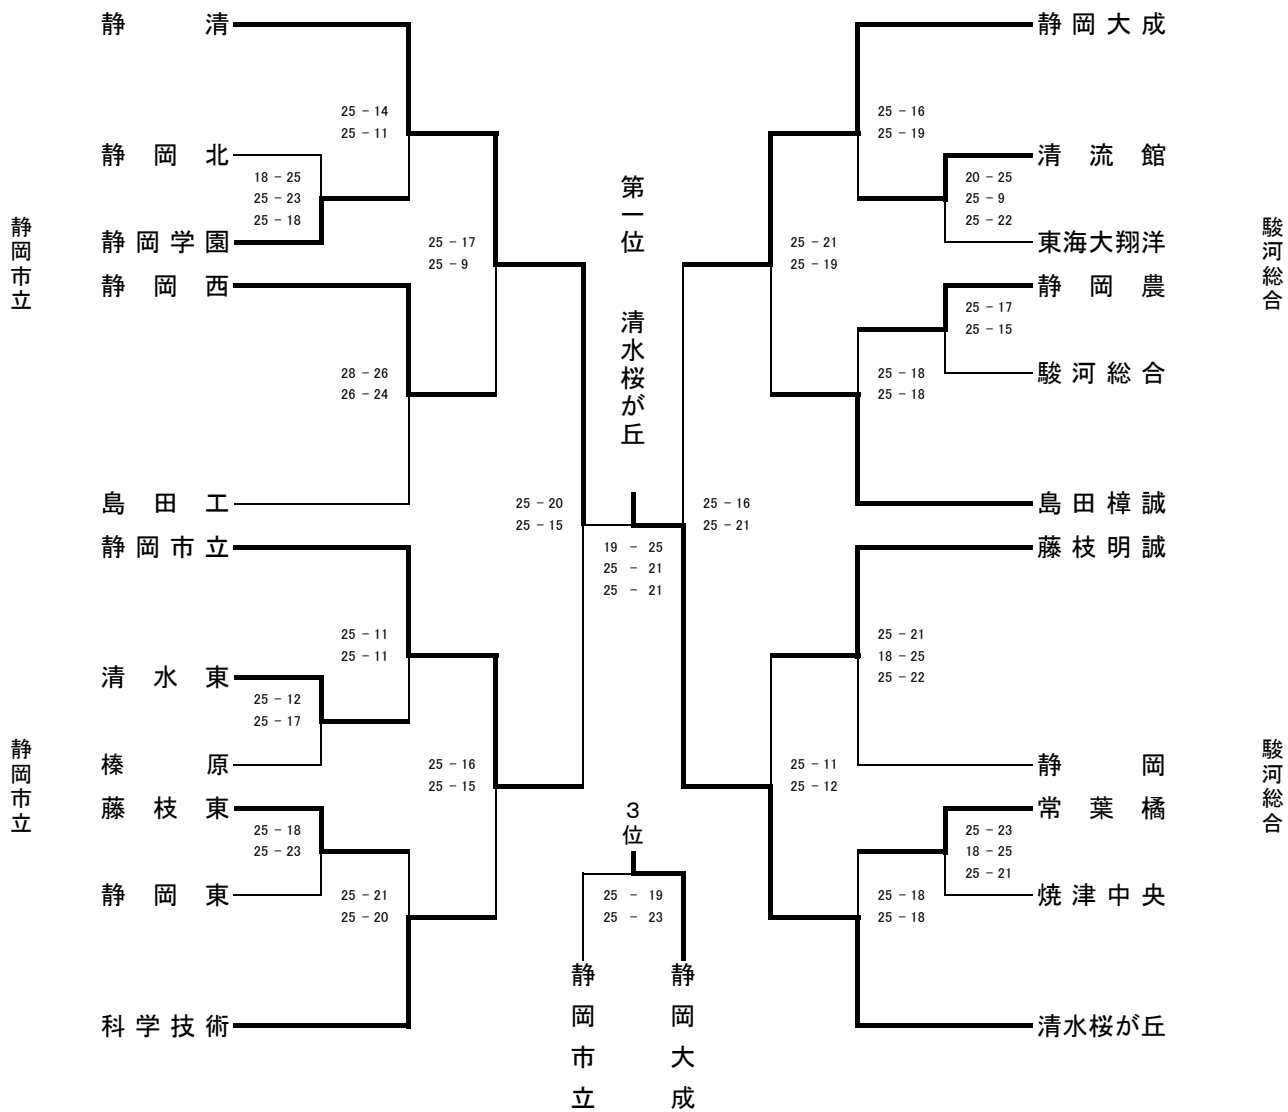 静岡市立
静岡市立
静清
25 - 14
25 - 11
静岡北
18 - 25
25 - 23
25 - 18
静岡学園
25 - 17
25 - 9
静岡西
28 - 26
26 - 24
島田工
25 - 20
25 - 15
静岡市立
25 - 11
25 - 11
清水東
25 - 12
25 - 17
榛原
25 - 16
25 - 15
藤枝東
25 - 18
25 - 23
静岡東
25 - 21
25 - 20
科学技術
第一位 清水桜が丘
19 - 25
25 - 21
25 - 21
3位
25 - 19
25 - 23
静岡市立
静岡大成
静岡大成
25 - 16
25 - 19
清流館
20 - 25
25 - 9
25 - 22
東海大翔洋
25 - 21
25 - 19
静岡農
25 - 17
25 - 15
駿河総合
25 - 18
25 - 18
島田樟誠
25 - 16
25 - 21
藤枝明誠
25 - 21
18 - 25
25 - 22
静岡
25 - 11
25 - 12
常葉橘
25 - 23
18 - 25
25 - 21
焼津中央
25 - 18
25 - 18
清水桜が丘
駿河総合
駿河総合